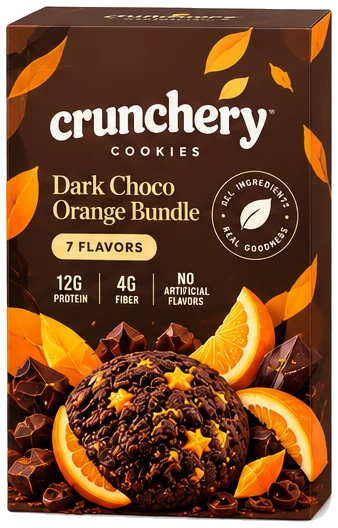 crunchery
COOKIES
Dark Choco
Orange Bundle
7 FLAVORS
REAL GOODNESS
12G
PROTEIN
4G
FIBER
NO
ARTIFICIAL
FLAVORS